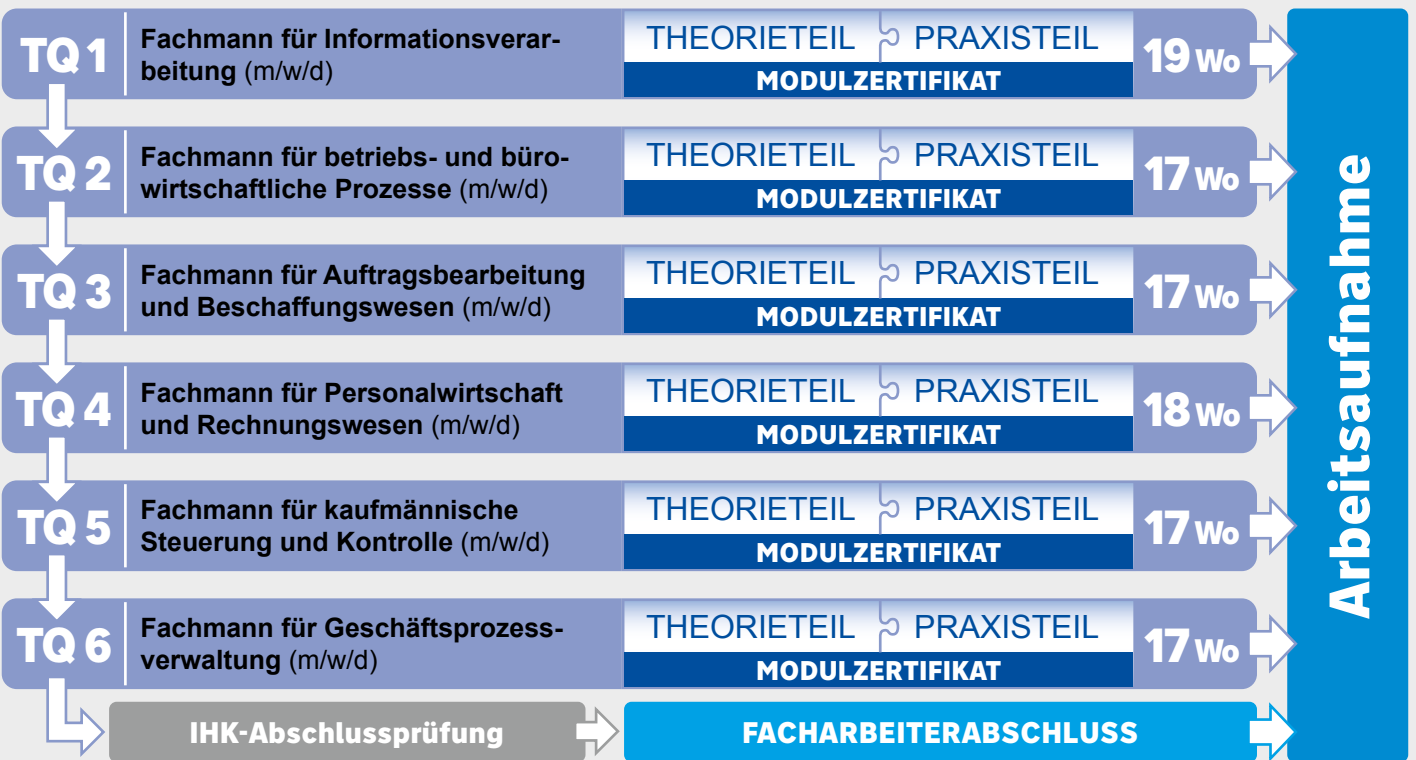 TQ 1
Fachmann für Informationsverar-
beitung (m/w/d)
THEORIETEIL PRAXISTEIL
MODULZERTIFIKAT
19 Wo
TQ 2
Fachmann für betriebs- und büro-
wirtschaftliche Prozesse (m/w/d)
THEORIETEIL PRAXISTEIL
MODULZERTIFIKAT
17 Wo
TQ 3
Fachmann für Auftragsbearbeitung
und Beschaffungswesen (m/w/d)
THEORIETEIL PRAXISTEIL
MODULZERTIFIKAT
17 Wo
TQ 4
Fachmann für Personalwirtschaft
und Rechnungswesen (m/w/d)
THEORIETEIL PRAXISTEIL
MODULZERTIFIKAT
18 Wo
TQ 5
Fachmann für kaufmännische
Steuerung und Kontrolle (m/w/d)
THEORIETEIL PRAXISTEIL
MODULZERTIFIKAT
17 Wo
TQ 6
Fachmann für Geschäftsprozess-
verwaltung (m/w/d)
THEORIETEIL PRAXISTEIL
MODULZERTIFIKAT
17 Wo
IHK-Abschlussprüfung
FACHARBEITERABSCHLUSS
Arbeitsaufnahme